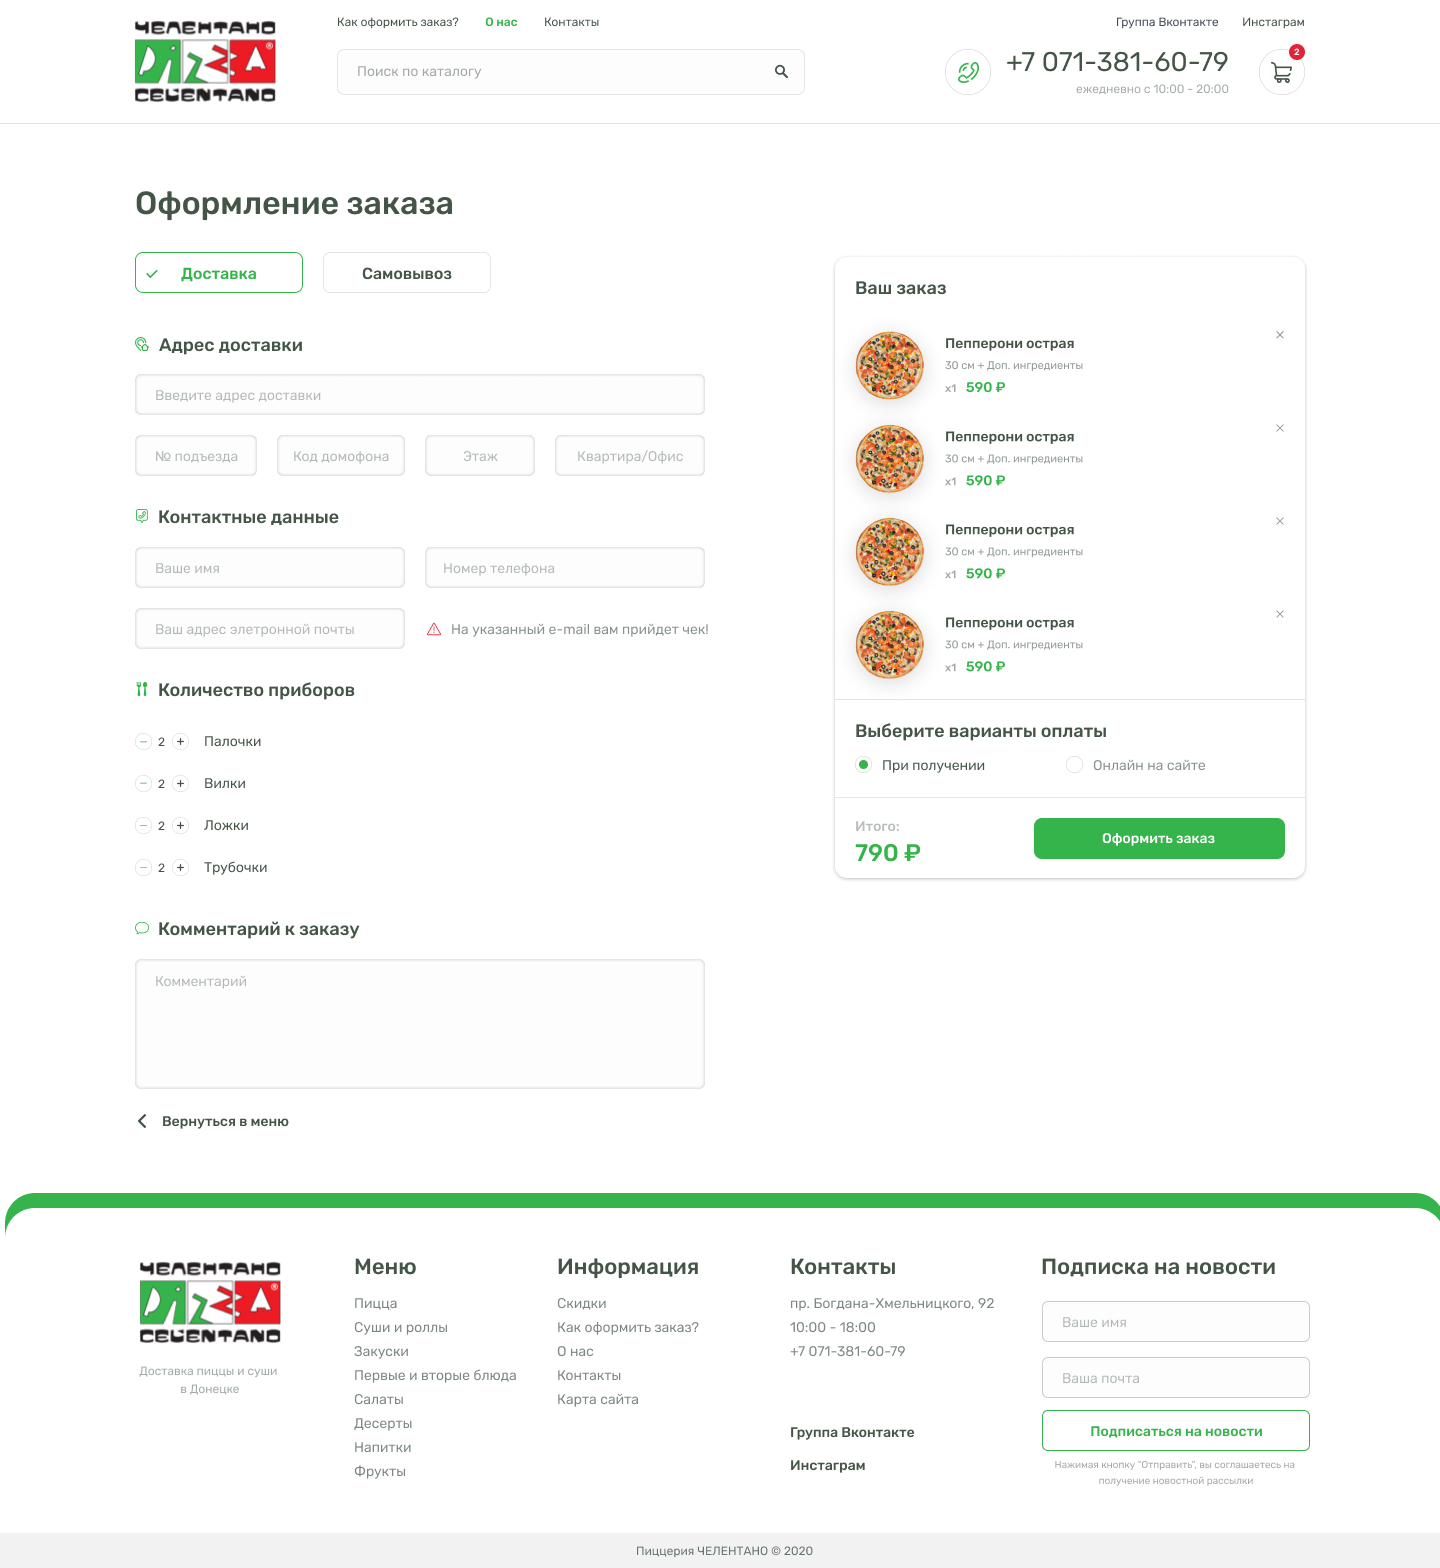 ЧЕЛЕНТАНО
PIZZA®
CELENTANO
Как оформить заказ?
О нас
Контакты
Группа Вконтакте
Инстаграм
Поиск по каталогу
+7 071-381-60-79
ежедневно с 10:00 - 20:00
2
Оформление заказа
Доставка
Самовывоз
Адрес доставки
Введите адрес доставки
№ подъезда
Код домофона
Этаж
Квартира/Офис
Контактные данные
Ваше имя
Номер телефона
Ваш адрес элетронной почты
На указанный e-mail вам прийдет чек!
Количество приборов
2 Палочки
2 Вилки
2 Ложки
2 Трубочки
Комментарий к заказу
Комментарий
Вернуться в меню
Ваш заказ
Пепперони острая
30 см + Доп. ингредиенты
x1 590 ₽
Пепперони острая
30 см + Доп. ингредиенты
x1 590 ₽
Пепперони острая
30 см + Доп. ингредиенты
x1 590 ₽
Пепперони острая
30 см + Доп. ингредиенты
x1 590 ₽
Выберите варианты оплаты
При получении
Онлайн на сайте
Итого:
790 ₽
Оформить заказ
ЧЕЛЕНТАНО
PIZZA®
CELENTANO
Доставка пиццы и суши
в Донецке
Меню
Пицца
Суши и роллы
Закуски
Первые и вторые блюда
Салаты
Десерты
Напитки
Фрукты
Информация
Скидки
Как оформить заказ?
О нас
Контакты
Карта сайта
Контакты
пр. Богдана-Хмельницкого, 92
10:00 - 18:00
+7 071-381-60-79
Группа Вконтакте
Инстаграм
Подписка на новости
Ваше имя
Ваша почта
Подписаться на новости
Нажимая кнопку "Отправить", вы соглашаетесь на
получение новостной рассылки
Пиццерия ЧЕЛЕНТАНО © 2020